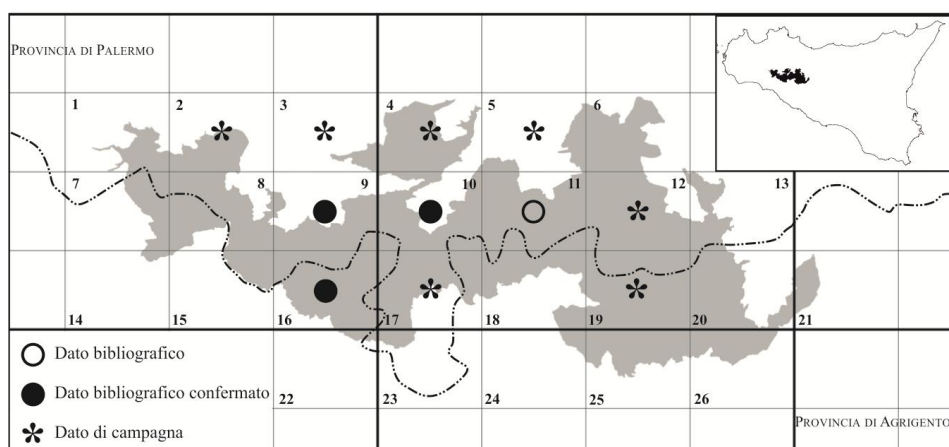 PROVINCIA DI PALERMO
1 2 3 4 5 6
7 8 9 10 11 12 13
14 15 16 17 18 19 20 21
Dato bibliografico
Dato bibliografico confermato
22 23 24 25 26
Dato di campagna
PROVINCIA DI AGRIGENTO